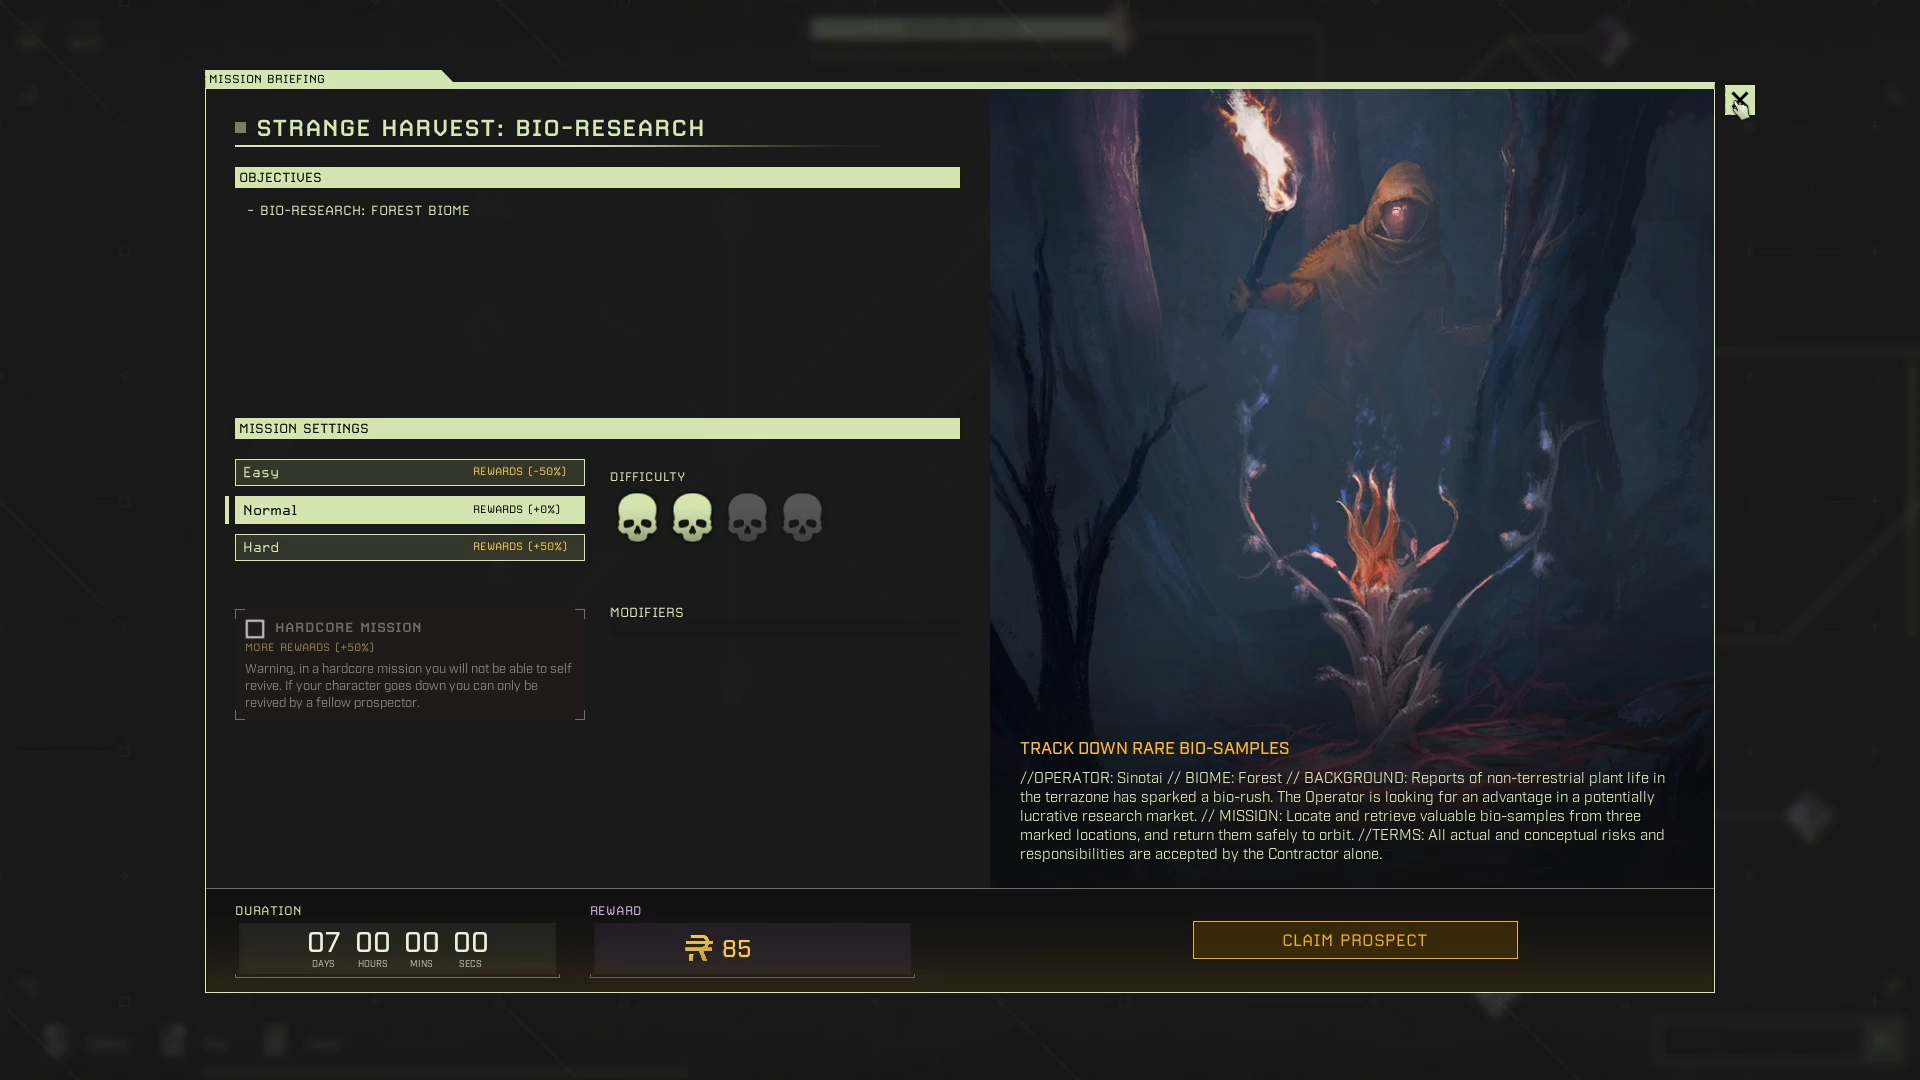 MISSION BRIEFING
STRANGE HARVEST: BIO-RESEARCH
OBJECTIVES
- BIO-RESEARCH: FOREST BIOME
MISSION SETTINGS
Easy REWARDS (-50%)
Normal REWARDS (+0%)
Hard REWARDS (+50%)
DIFFICULTY
HARDCORE MISSION
MORE REWARDS (+50%)
Warning, in a hardcore mission you will not be able to self
revive. If your character goes down you can only be
revived by a fellow prospector.
MODIFIERS
TRACK DOWN RARE BIO-SAMPLES
//OPERATOR: Sinotai // BIOME: Forest // BACKGROUND: Reports of non-terrestrial plant life in
the terrazone has sparked a bio-rush. The Operator is looking for an advantage in a potentially
lucrative research market. // MISSION: Locate and retrieve valuable bio-samples from three
marked locations, and return them safely to orbit. //TERMS: All actual and conceptual risks and
responsibilities are accepted by the Contractor alone.
DURATION
07 00 00 00
DAYS HOURS MINS SECS
REWARD
85
CLAIM PROSPECT